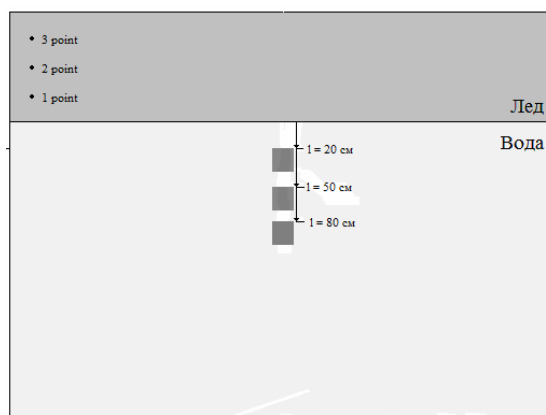 3 point
2 point
1 point
Лед
Вода
l = 20 см
l = 50 см
l = 80 см